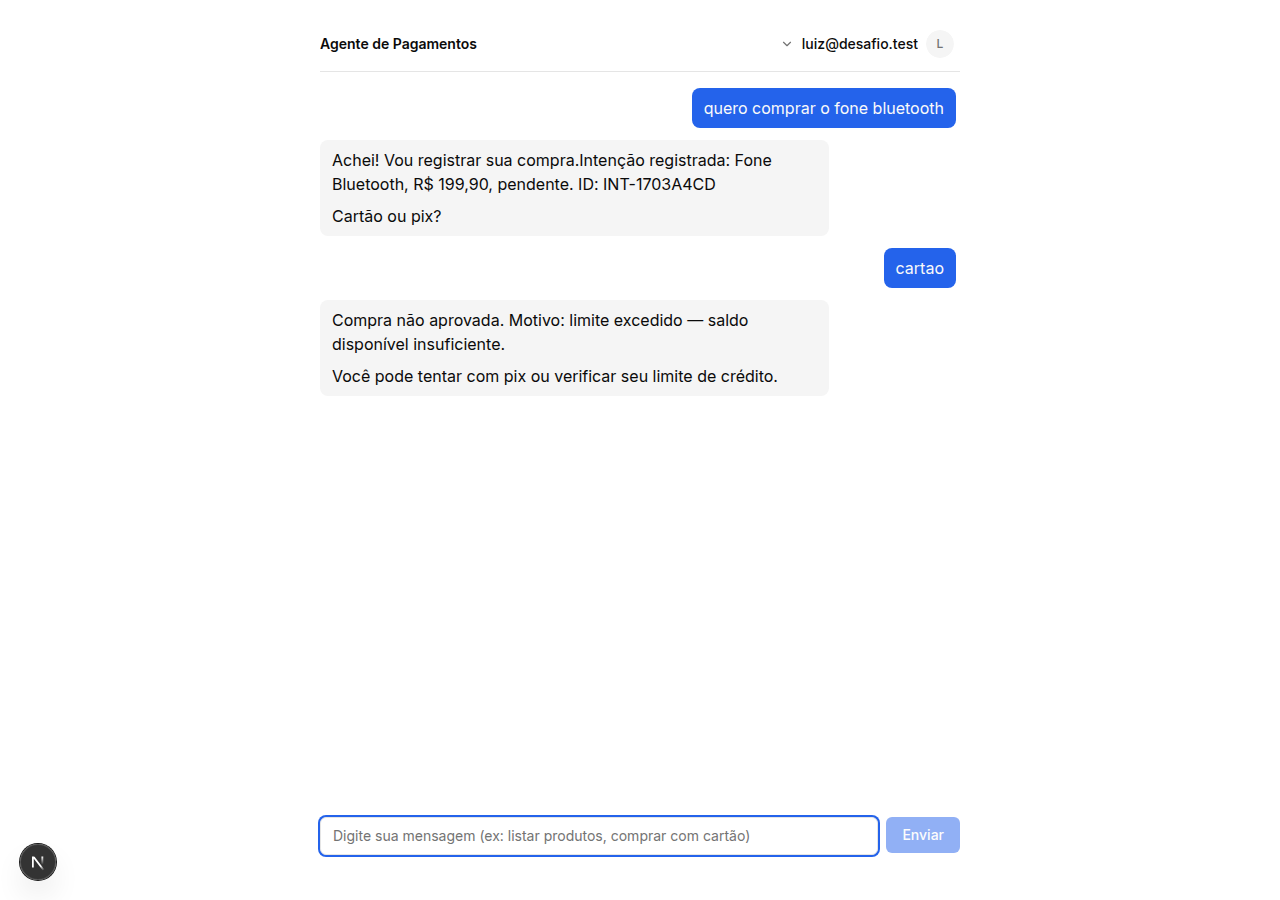 Agente de Pagamentos
luiz@desafio.test
L
quero comprar o fone bluetooth
Achei! Vou registrar sua compra.Intenção registrada: Fone
Bluetooth, R$ 199,90, pendente. ID: INT-1703A4CD
Cartão ou pix?
cartao
Compra não aprovada. Motivo: limite excedido — saldo
disponível insuficiente.
Você pode tentar com pix ou verificar seu limite de crédito.
Digite sua mensagem (ex: listar produtos, comprar com cartão)
Enviar
N